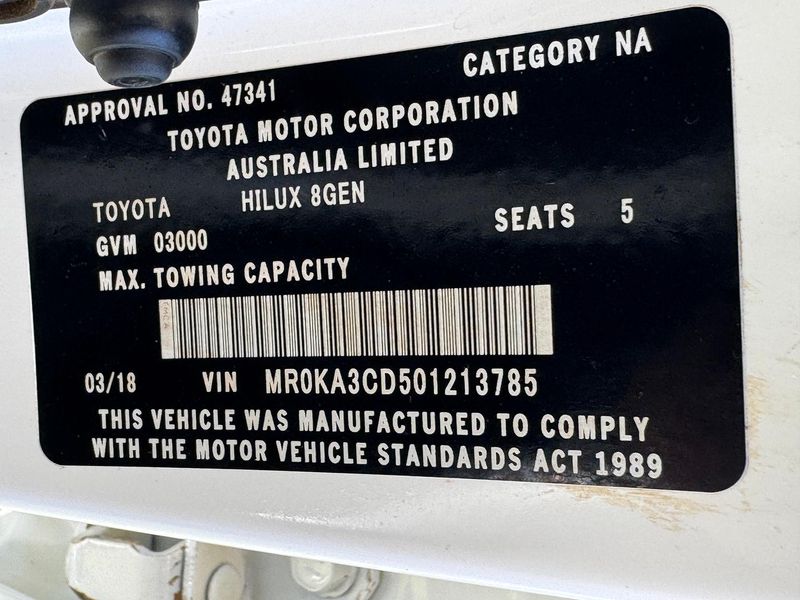 CATEGORY NA
APPROVAL NO. 47341
TOYOTA MOTOR CORPORATION
AUSTRALIA LIMITED
TOYOTA HILUX 8GEN
GVM 03000 SEATS 5
MAX. TOWING CAPACITY
03/18 VIN MR0KA3CD501213785
THIS VEHICLE WAS MANUFACTURED TO COMPLY
WITH THE MOTOR VEHICLE STANDARDS ACT 1989